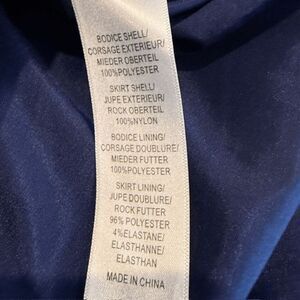 BODICE SHELL/
CORSAGE EXTERIEUR/
MIEDER OBERTEIL
100%POLYESTER
SKIRT SHELL/
JUPE EXTERIEUR/
ROCK OBERTEIL
100%NYLON
BODICE LINING/
CORSAGE DOUBLURE/
MIEDER FUTTER
100%POLYESTER
SKIRT LINING/
JUPE DOUBLURE/
ROCK FUTTER
96% POLYESTER
4%ELASTANE/
ELASTHANNE/
ELASTHAN
MADE IN CHINA